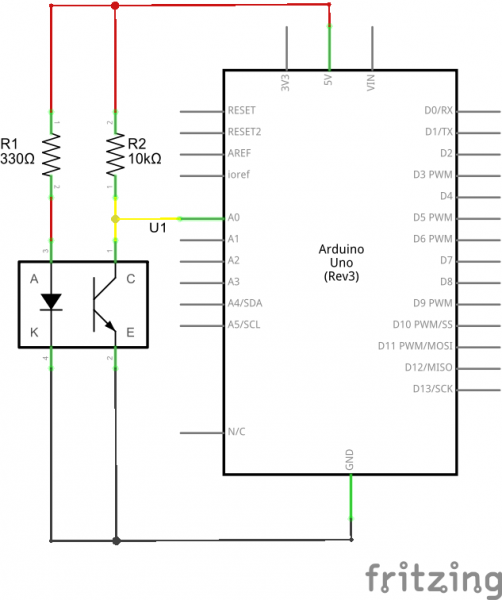 3V3
5V
VIN
1
2
R1
330Ω
R2
10kΩ
2
1
U1
3
1
A
C
K
E
4
2
RESET
RESET2
AREF
ioref
A0
A1
A2
A3
A4/SDA
A5/SCL
N/C
Arduino
Uno
(Rev3)
D0/RX
D1/TX
D2
D3 PWM
D4
D5 PWM
D6 PWM
D7
D8
D9 PWM
D10 PWM/SS
D11 PWM/MOSI
D12/MISO
D13/SCK
GND
fritzing